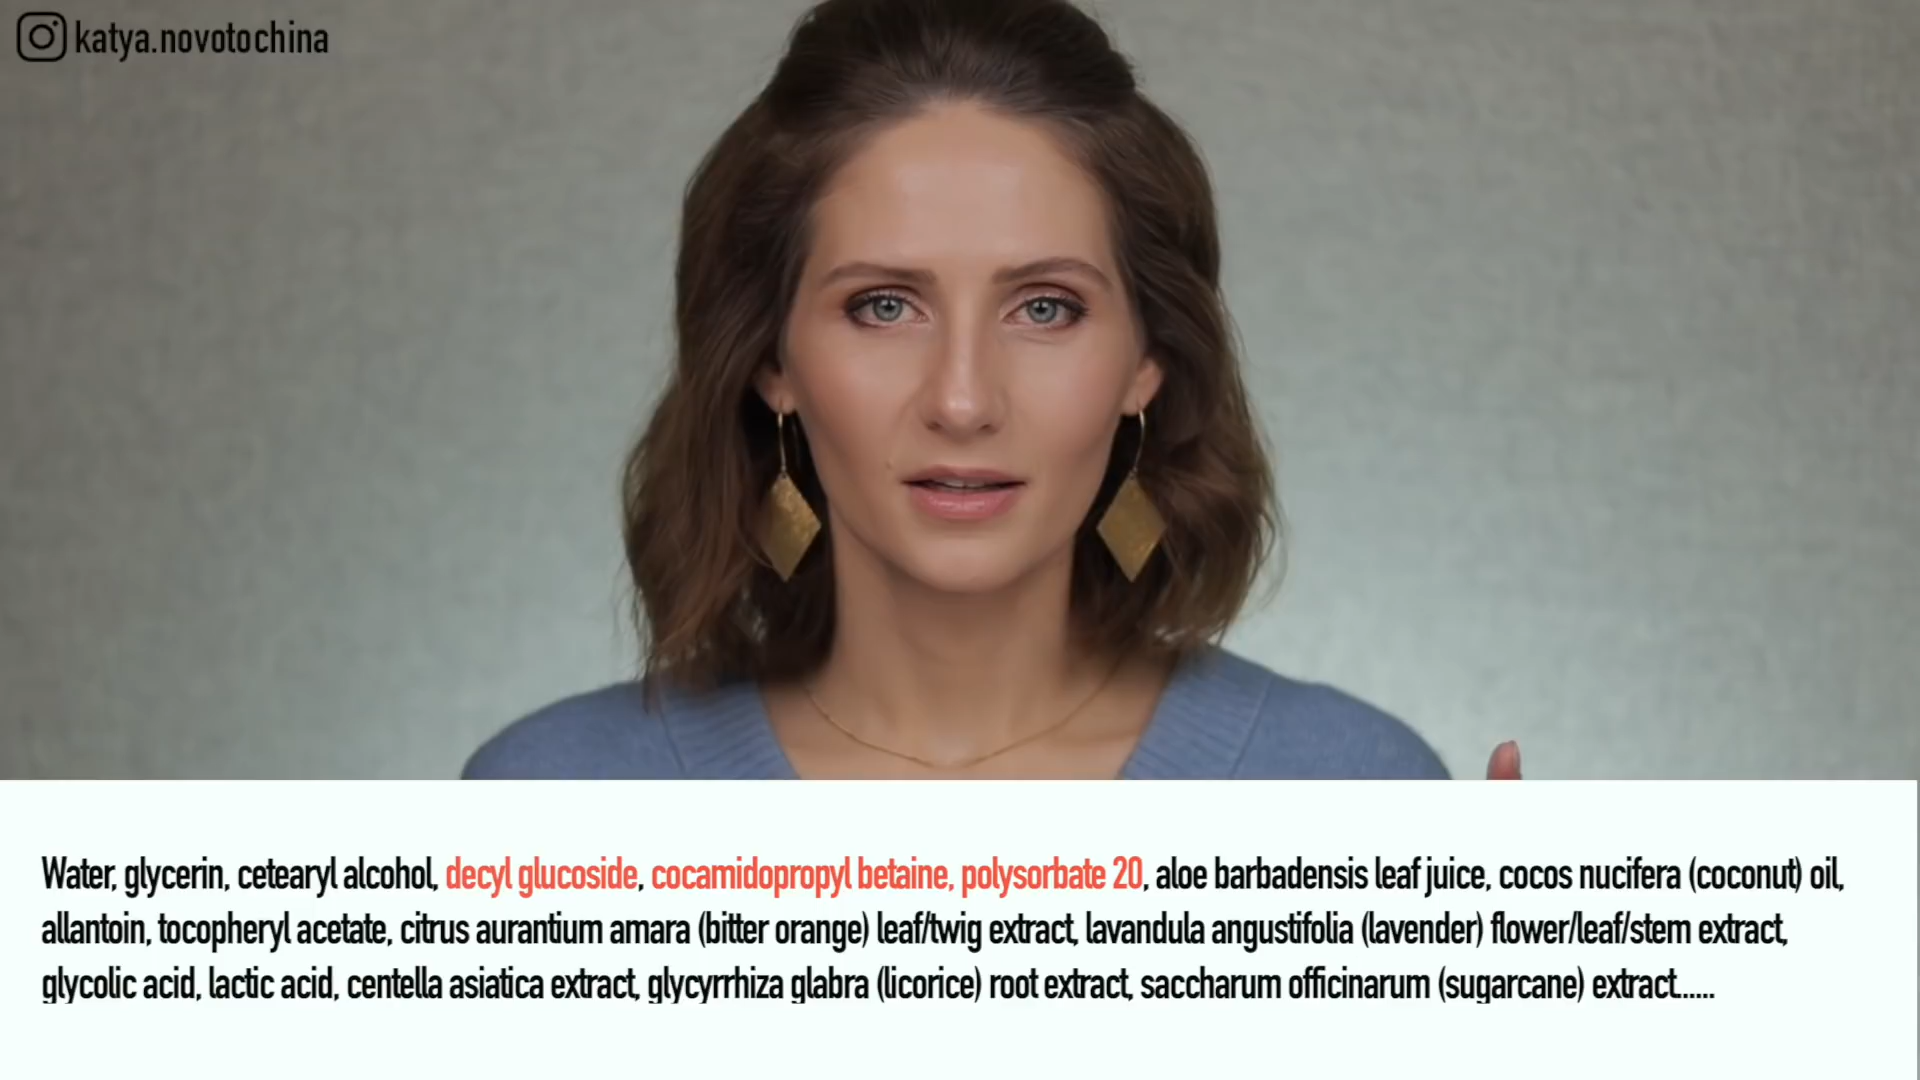 katya.novotochina
Water, glycerin, cetearyl alcohol, decyl glucoside, cocamidopropyl betaine, polysorbate 20, aloe barbadensis leaf juice, cocos nucifera (coconut) oil,
allantoin, tocopheryl acetate, citrus aurantium amara (bitter orange) leaf/twig extract, lavandula angustifolia (lavender) flower/leaf/stem extract,
glycolic acid, lactic acid, centella asiatica extract, glycyrrhiza glabra (licorice) root extract, saccharum officinarum (sugarcane) extract......